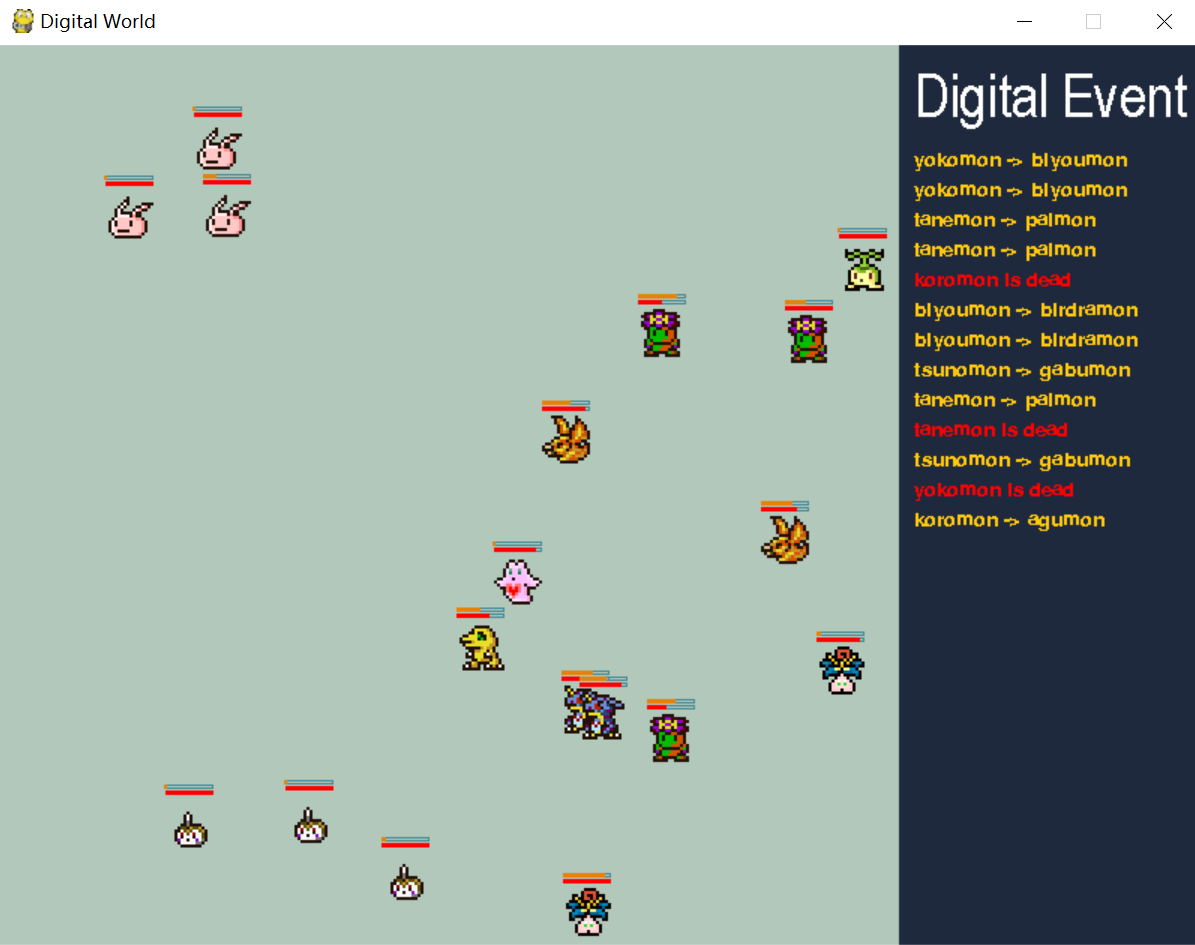 Digital World
Digital Event
yokomon -> biyoumon
yokomon -> biyoumon
tanemon -> palmon
tanemon -> palmon
koromon is dead
biyoumon -> birdramon
biyoumon -> birdramon
tsunomon -> gabumon
tanemon -> palmon
tanemon is dead
tsunomon -> gabumon
yokomon is dead
koromon -> agumon